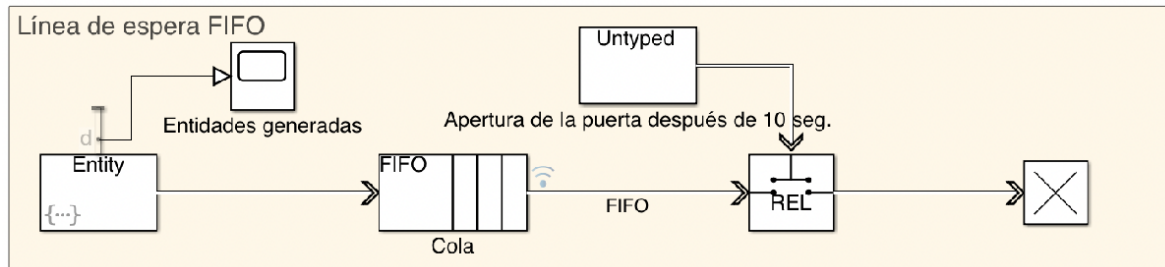 Línea de espera FIFO
Untyped
Entidades generadas
Apertura de la puerta después de 10 seg.
d
Entity
{...}
FIFO
FIFO
REL
Cola